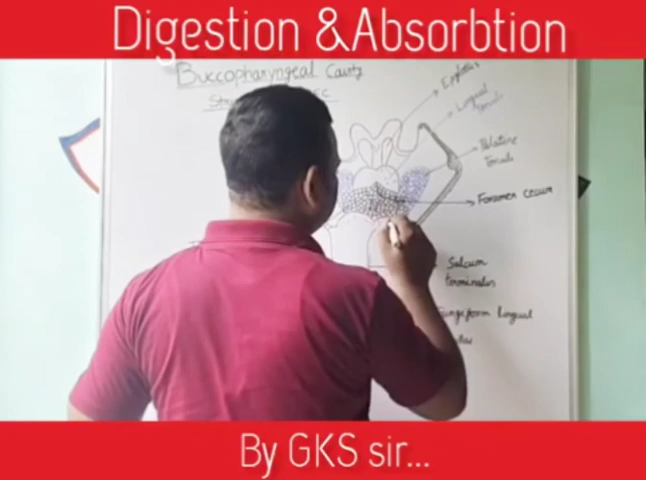 Digestion &Absorbtion
Buccopharyngeal Cavity
Epiglottis
Lingual
Tonsils
Palatine
Tonsils
Foramen cecum
Sulcum
terminalis
Fungiform lingual
By GKS sir...